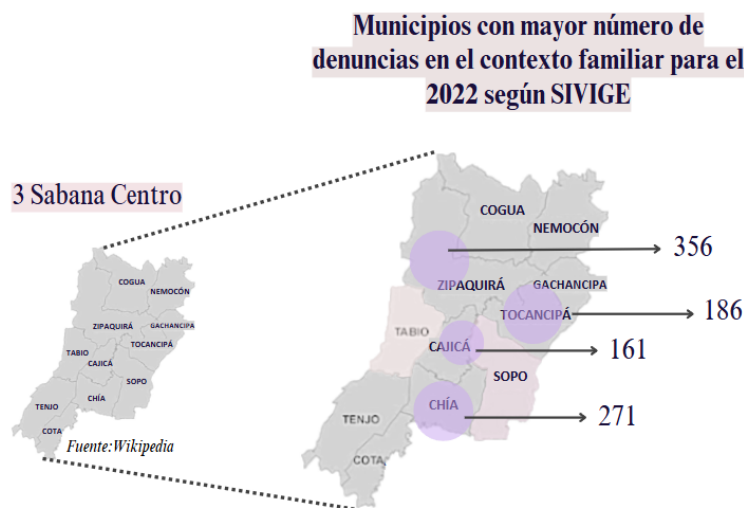 Municipios con mayor número de
denuncias en el contexto familiar para el
2022 según SIVIGE
3 Sabana Centro
COGUA
NEMOCÓN
ZIPAQUIRÁ
GACHANCIPA
TOCANCIPÁ
TABIO
CAJICÁ
SOPO
CHÍA
TENJO
COTA
Fuente:Wikipedia
COGUA
NEMOCÓN
356
ZIPAQUIRÁ
GACHANCIPA
TOCANCIPÁ
186
TABIO
CAJICÁ
161
SOPO
CHÍA
271
TENJO
COTA